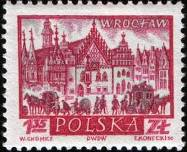 WROCŁAW
1.55 POLSKA ZŁ
W.CHOMICZ PWPW E.KONECKI SC.